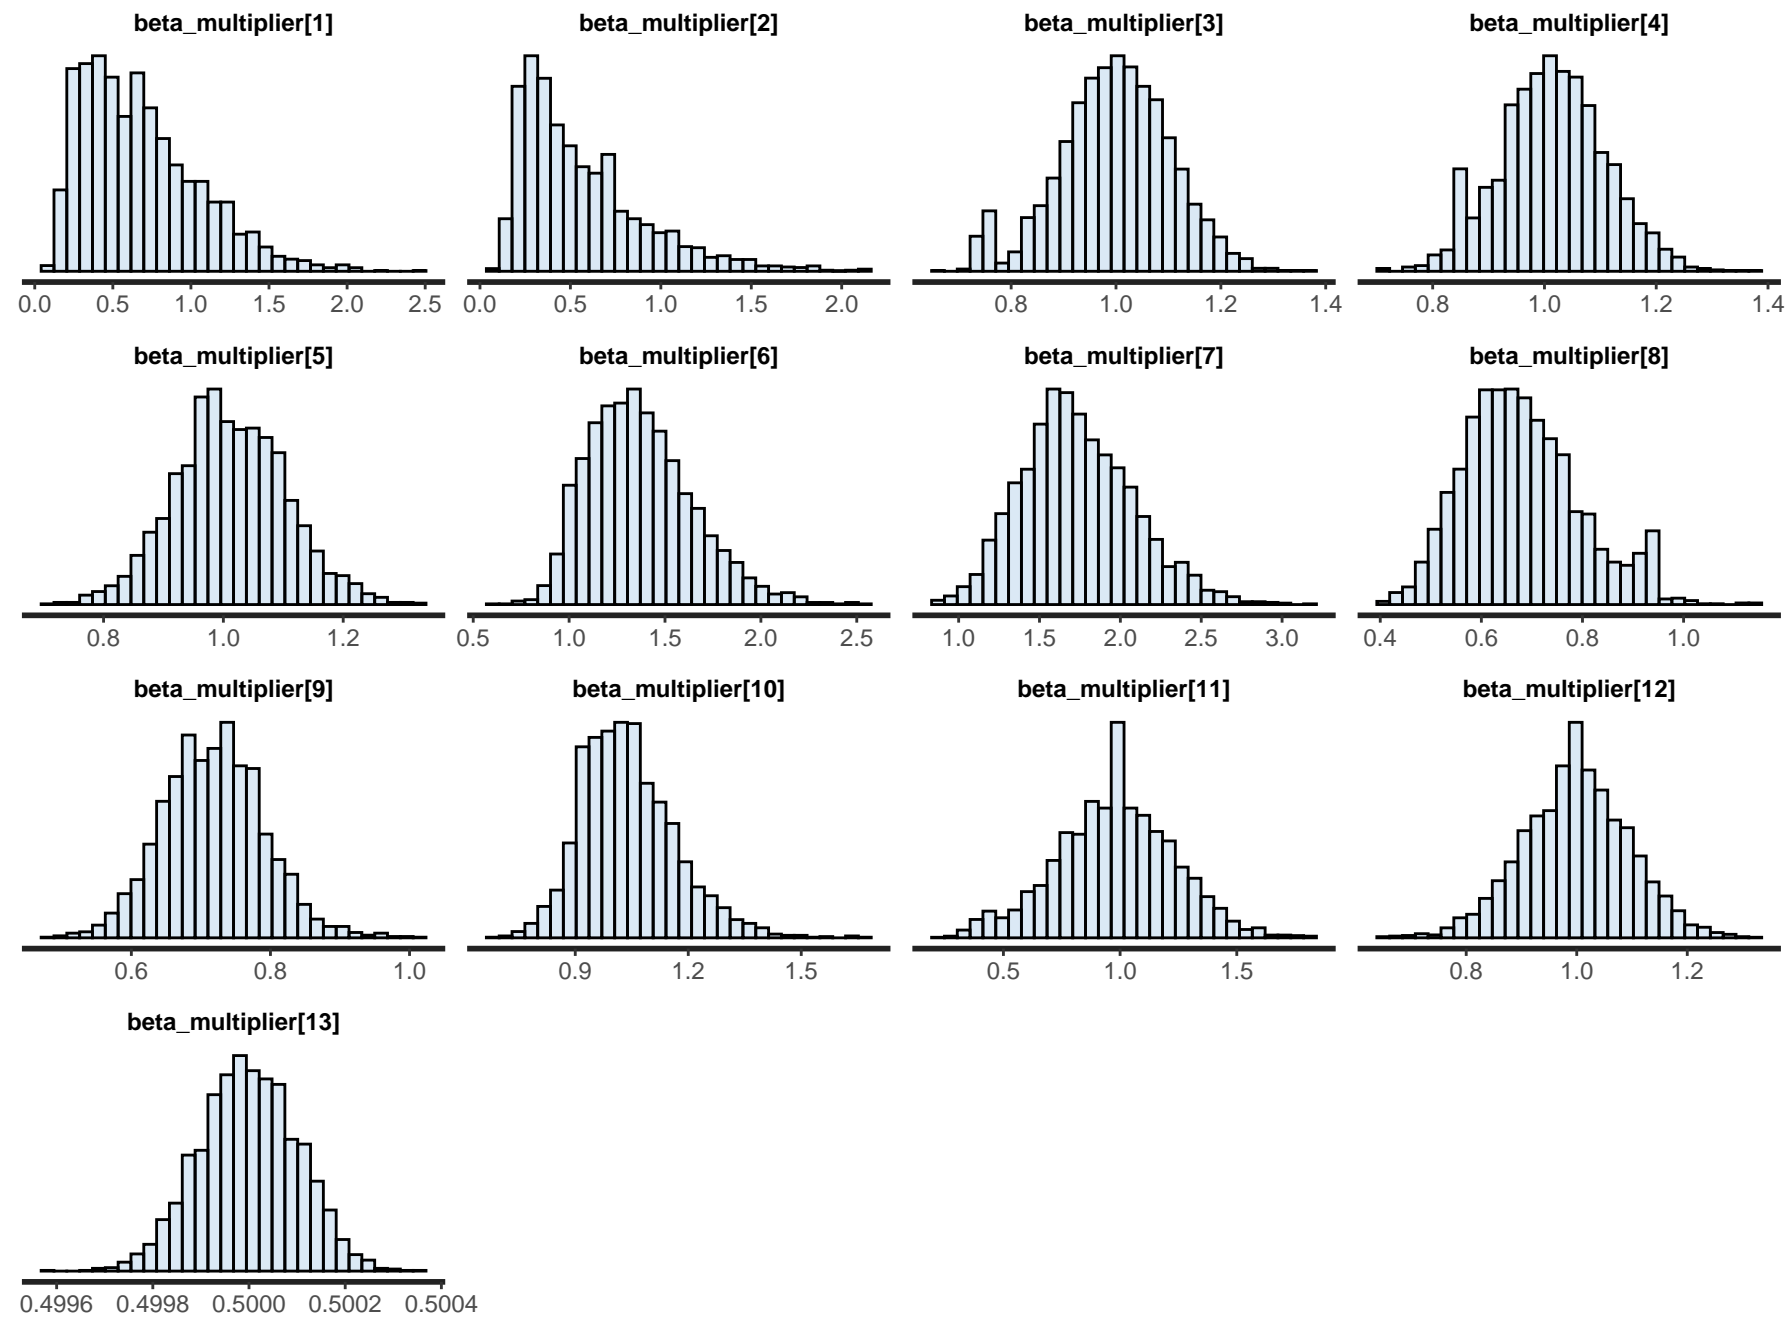 beta_multiplier[1] beta_multiplier[2] beta_multiplier[3] beta_multiplier[4]
0.0 0.5 1.0 1.5 2.0 2.5 0.0 0.5 1.0 1.5 2.0 0.8 1.0 1.2 1.4 0.8 1.0 1.2 1.4
beta_multiplier[5] beta_multiplier[6] beta_multiplier[7] beta_multiplier[8]
0.8 1.0 1.2 0.5 1.0 1.5 2.0 2.5 1.0 1.5 2.0 2.5 3.0 0.4 0.6 0.8 1.0
beta_multiplier[9] beta_multiplier[10] beta_multiplier[11] beta_multiplier[12]
0.6 0.8 1.0 0.9 1.2 1.5 0.5 1.0 1.5 0.8 1.0 1.2
beta_multiplier[13]
0.4996 0.4998 0.5000 0.5002 0.5004